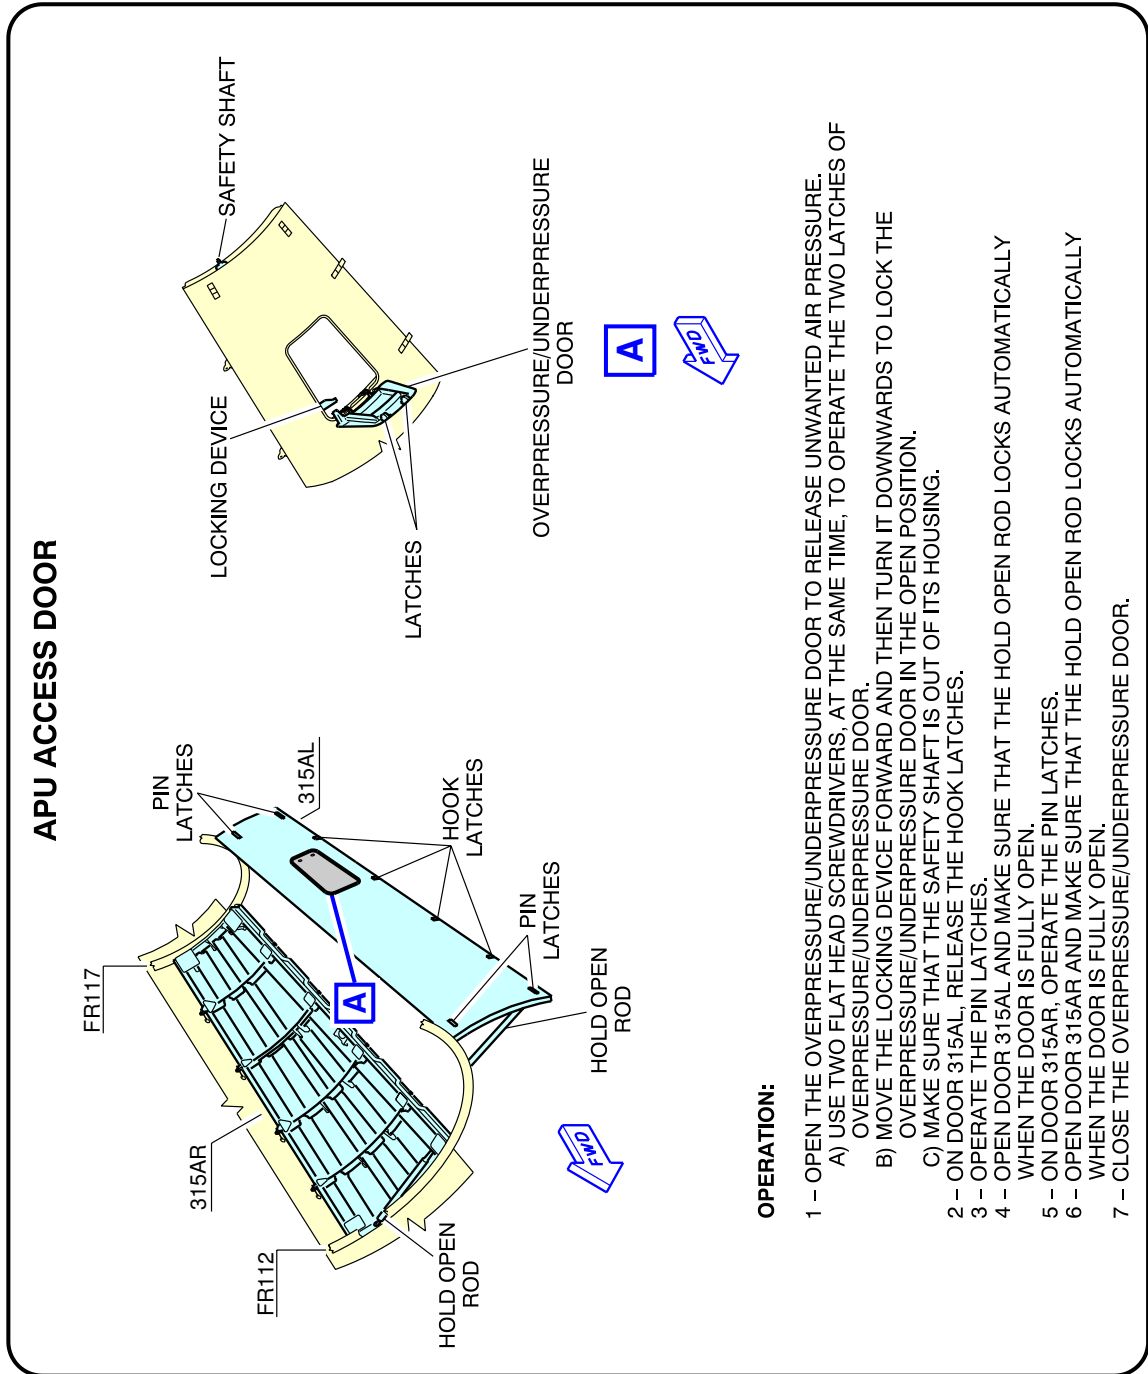 APU ACCESS DOOR
FR117
315AR
FR112
HOLD OPEN
ROD
PIN
LATCHES
315AL
HOOK
LATCHES
PIN
LATCHES
HOLD OPEN
ROD
A
FWD
SAFETY SHAFT
LOCKING DEVICE
LATCHES
OVERPRESSURE/UNDERPRESSURE
DOOR
A
FWD
OPERATION:
1 – OPEN THE OVERPRESSURE/UNDERPRESSURE DOOR TO RELEASE UNWANTED AIR PRESSURE.
A) USE TWO FLAT HEAD SCREWDRIVERS, AT THE SAME TIME, TO OPERATE THE TWO LATCHES OF
OVERPRESSURE/UNDERPRESSURE DOOR.
B) MOVE THE LOCKING DEVICE FORWARD AND THEN TURN IT DOWNWARDS TO LOCK THE
OVERPRESSURE/UNDERPRESSURE DOOR IN THE OPEN POSITION.
C) MAKE SURE THAT THE SAFETY SHAFT IS OUT OF ITS HOUSING.
2 – ON DOOR 315AL, RELEASE THE HOOK LATCHES.
3 – OPERATE THE PIN LATCHES.
4 – OPEN DOOR 315AL AND MAKE SURE THAT THE HOLD OPEN ROD LOCKS AUTOMATICALLY
WHEN THE DOOR IS FULLY OPEN.
5 – ON DOOR 315AR, OPERATE THE PIN LATCHES.
6 – OPEN DOOR 315AR AND MAKE SURE THAT THE HOLD OPEN ROD LOCKS AUTOMATICALLY
WHEN THE DOOR IS FULLY OPEN.
7 – CLOSE THE OVERPRESSURE/UNDERPRESSURE DOOR.